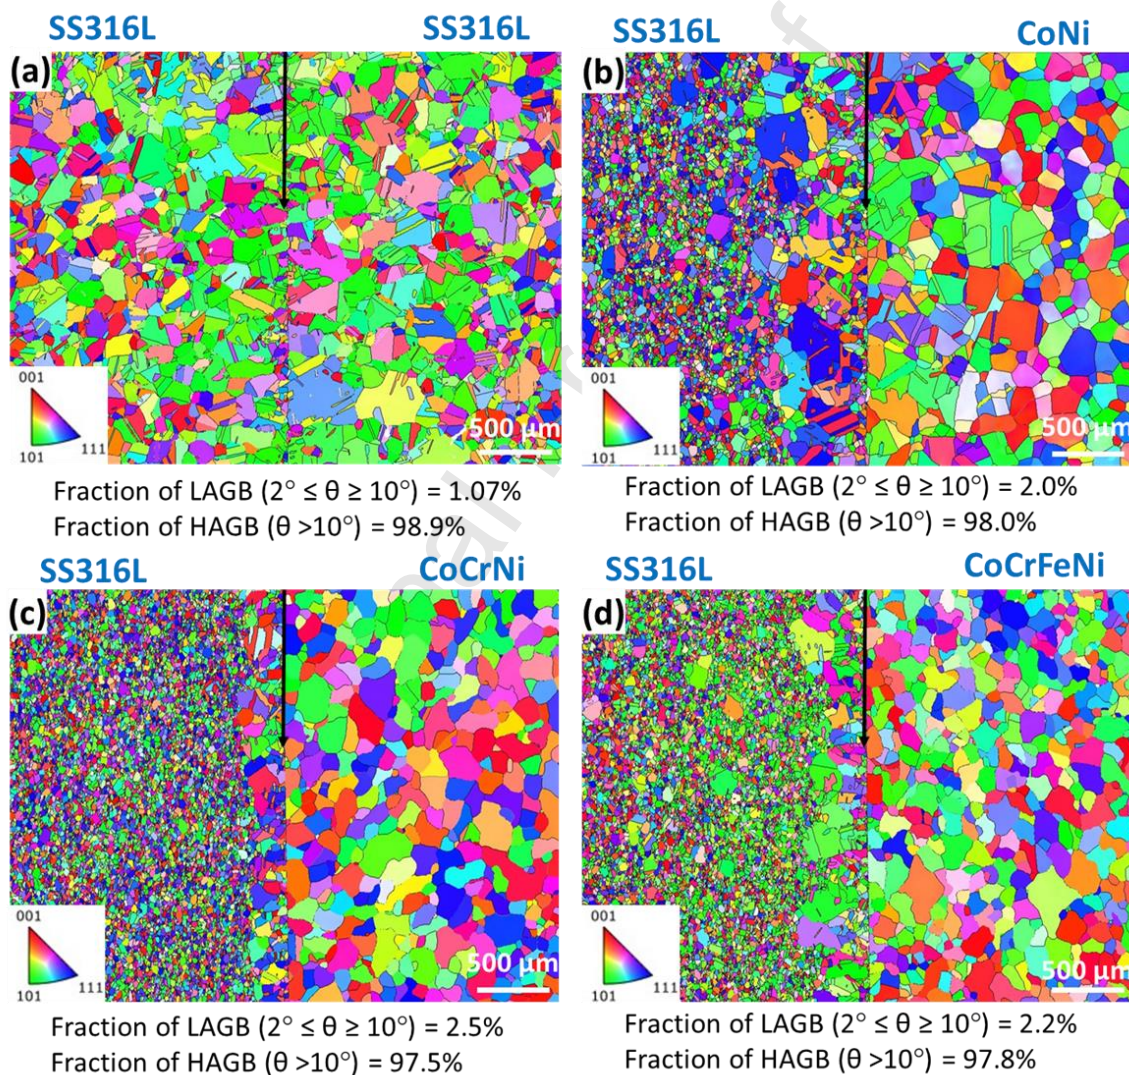 SS316L SS316L
(a)
001
111
101
500 µm
Fraction of LAGB (2° ≤ θ ≥ 10°) = 1.07%
Fraction of HAGB (θ >10°) = 98.9%
SS316L CoNi
(b)
001
111
101
500 µm
Fraction of LAGB (2° ≤ θ ≥ 10°) = 2.0%
Fraction of HAGB (θ >10°) = 98.0%
SS316L CoCrNi
(c)
001
111
101
500 µm
Fraction of LAGB (2° ≤ θ ≥ 10°) = 2.5%
Fraction of HAGB (θ >10°) = 97.5%
SS316L CoCrFeNi
(d)
001
111
101
500 µm
Fraction of LAGB (2° ≤ θ ≥ 10°) = 2.2%
Fraction of HAGB (θ >10°) = 97.8%